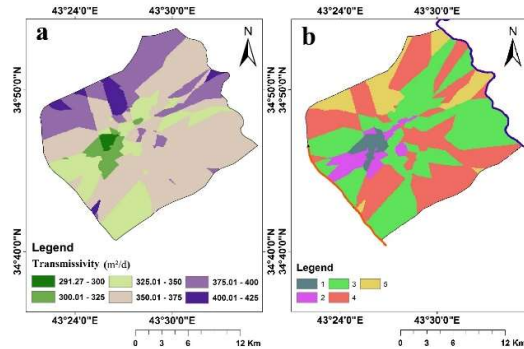 43°24'0"E 43°30'0"E
a
N
34°50'0"N
34°40'0"N
Legend
Transmissivity (m²/d)
291.27 - 300 325.01 - 350 375.01 - 400
300.01 - 325 350.01 - 375 400.01 - 425
43°24'0"E 43°30'0"E
0 3 6 12 Km
43°24'0"E 43°30'0"E
b
N
34°50'0"N
34°40'0"N
Legend
1 3 5
2 4
43°24'0"E 43°30'0"E
0 3 6 12 Km